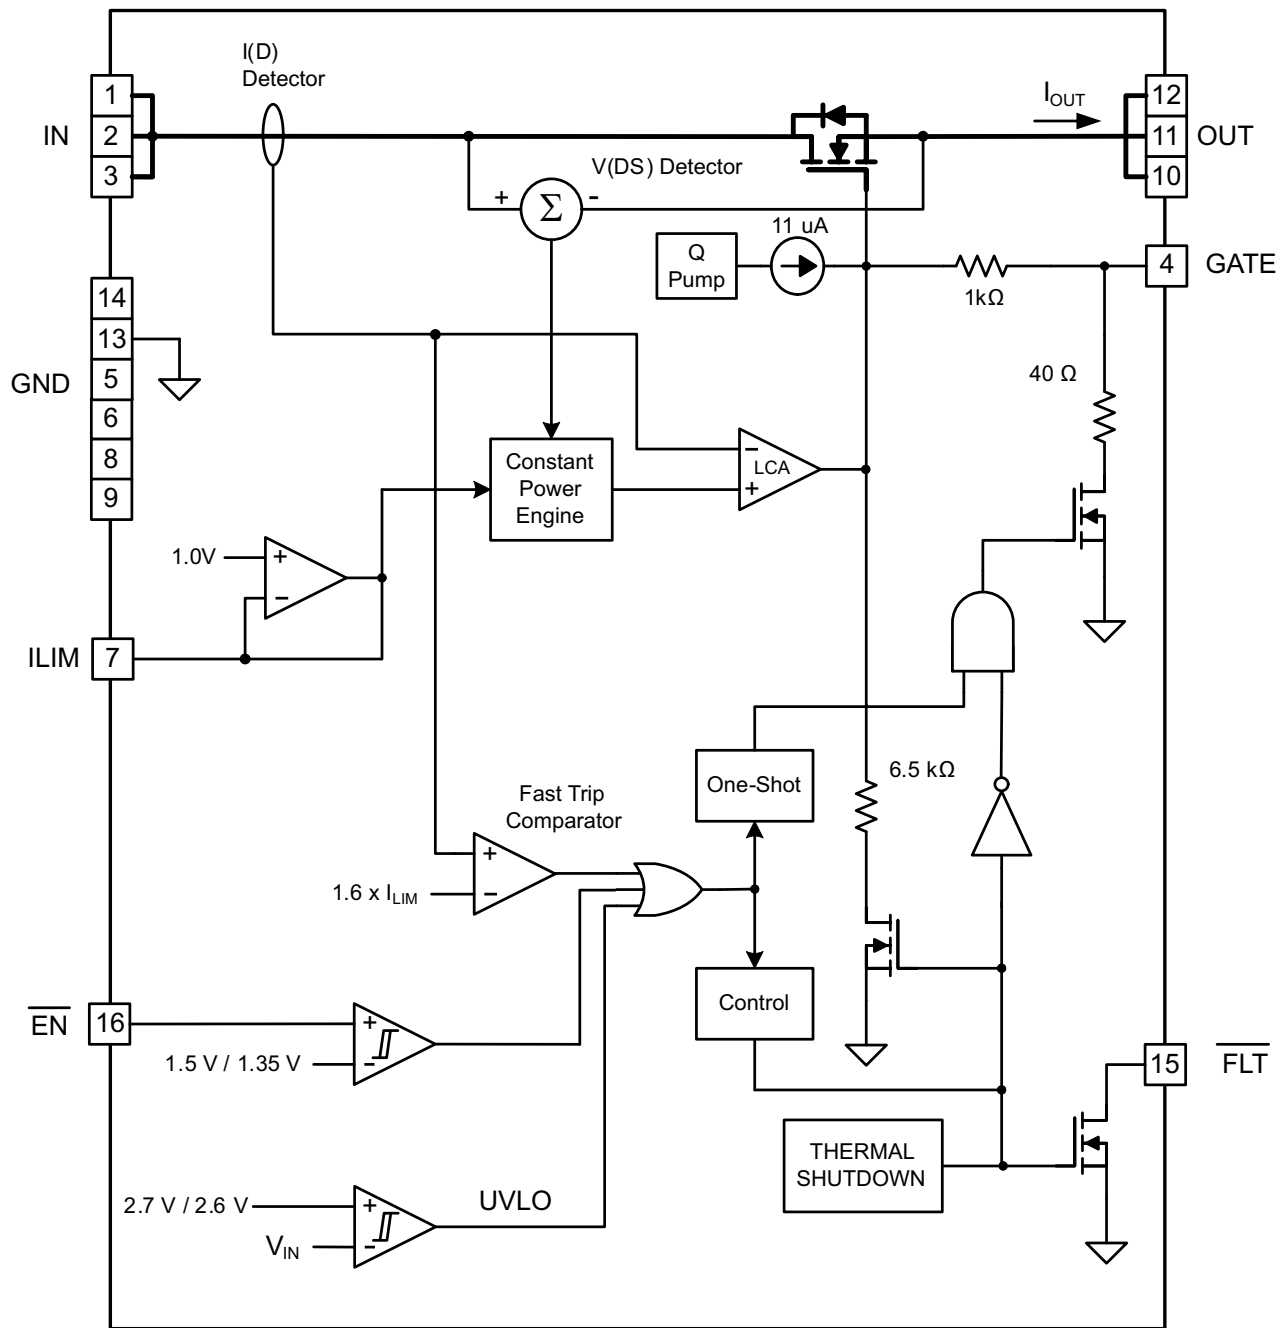 I(D)
Detector
1
2
3
IN
I_OUT
12
11
10
OUT
V(DS) Detector
+
Σ
-
11 uA
Q
Pump
4
GATE
1kΩ
14
13
5
6
8
9
GND
40 Ω
Constant
Power
Engine
−
LCA
+
1.0V
+
−
ILIM
7
One-Shot
6.5 kΩ
Fast Trip
Comparator
+
−
1.6 x I_LIM
Control
EN
16
+
−
1.5 V / 1.35 V
15
FLT
THERMAL
SHUTDOWN
2.7 V / 2.6 V
+
−
V_IN
UVLO